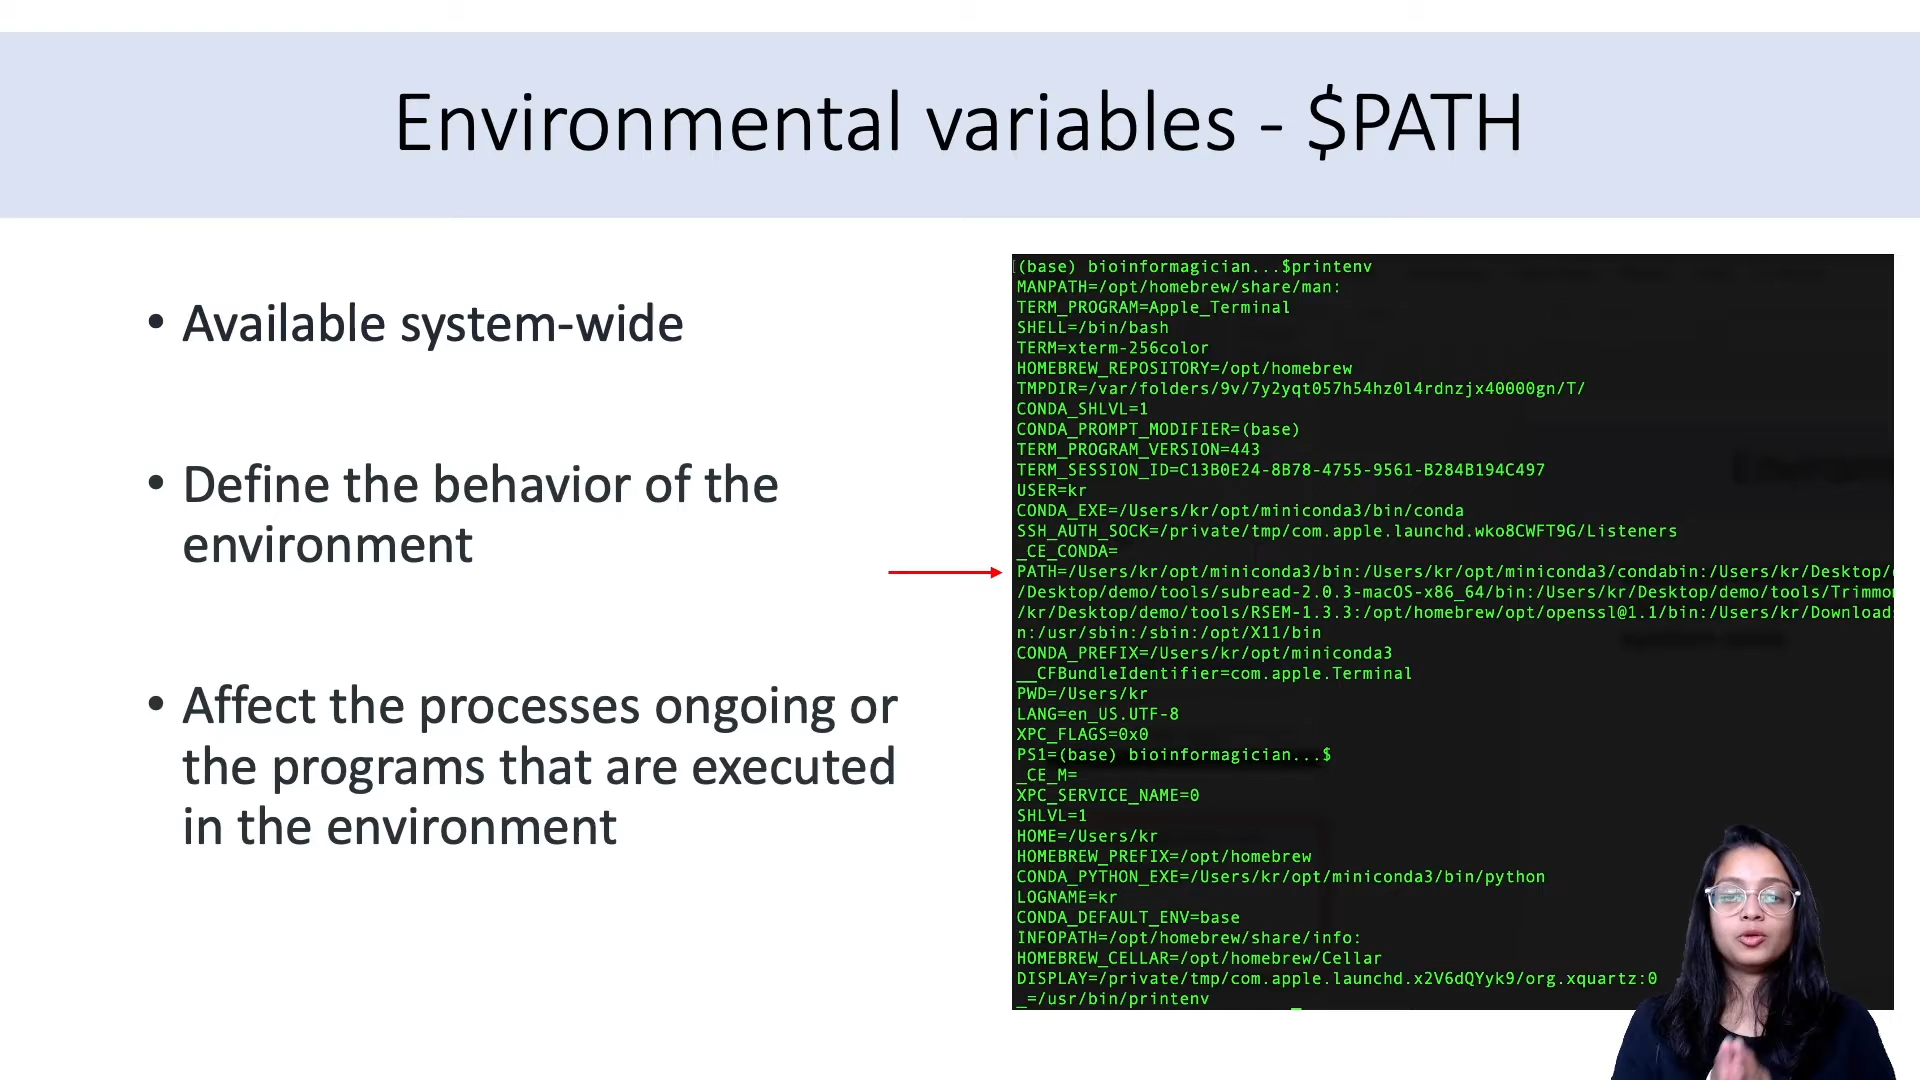 Environmental variables - $PATH
• Available system-wide
• Define the behavior of the
environment
• Affect the processes ongoing or
the programs that are executed
in the environment
(base) bioinformagician...$printenv
MANPATH=/opt/homebrew/share/man:
TERM_PROGRAM=Apple_Terminal
SHELL=/bin/bash
TERM=xterm-256color
HOMEBREW_REPOSITORY=/opt/homebrew
TMPDIR=/var/folders/9v/7y2yqt057h54hz0l4rdnzjx40000gn/T/
CONDA_SHLVL=1
CONDA_PROMPT_MODIFIER=(base)
TERM_PROGRAM_VERSION=443
TERM_SESSION_ID=C13B0E24-8B78-4755-9561-B284B194C497
USER=kr
CONDA_EXE=/Users/kr/opt/miniconda3/bin/conda
SSH_AUTH_SOCK=/private/tmp/com.apple.launchd.wko8CWFT9G/Listeners
_CE_CONDA=
PATH=/Users/kr/opt/miniconda3/bin:/Users/kr/opt/miniconda3/condabin:/Users/kr/Desktop/
/Desktop/demo/tools/subread-2.0.3-macOS-x86_64/bin:/Users/kr/Desktop/demo/tools/Trimmo
/kr/Desktop/demo/tools/RSEM-1.3.3:/opt/homebrew/opt/openssl@1.1/bin:/Users/kr/Download
n:/usr/sbin:/sbin:/opt/X11/bin
CONDA_PREFIX=/Users/kr/opt/miniconda3
__CFBundleIdentifier=com.apple.Terminal
PWD=/Users/kr
LANG=en_US.UTF-8
XPC_FLAGS=0x0
PS1=(base) bioinformagician...$
_CE_M=
XPC_SERVICE_NAME=0
SHLVL=1
HOME=/Users/kr
HOMEBREW_PREFIX=/opt/homebrew
CONDA_PYTHON_EXE=/Users/kr/opt/miniconda3/bin/python
LOGNAME=kr
CONDA_DEFAULT_ENV=base
INFOPATH=/opt/homebrew/share/info:
HOMEBREW_CELLAR=/opt/homebrew/Cellar
DISPLAY=/private/tmp/com.apple.launchd.x2V6dQYyk9/org.xquartz:0
_=/usr/bin/printenv